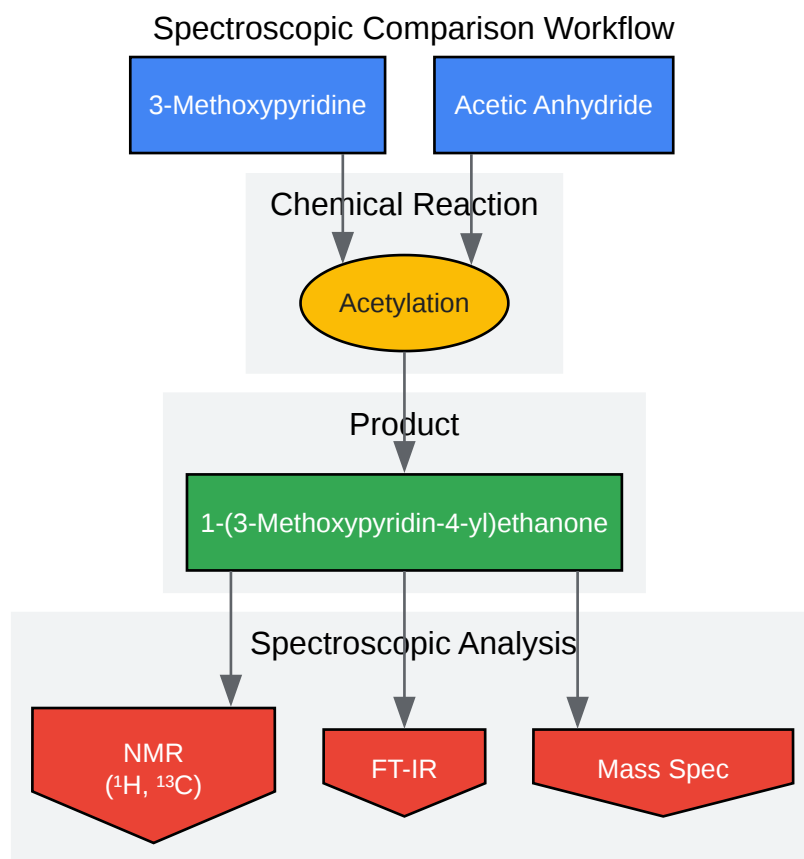 Spectroscopic Comparison Workflow
3-Methoxypyridine
Acetic Anhydride
Chemical Reaction
Acetylation
Product
1-(3-Methoxypyridin-4-yl)ethanone
Spectroscopic Analysis
NMR
(¹H, ¹³C)
FT-IR
Mass Spec